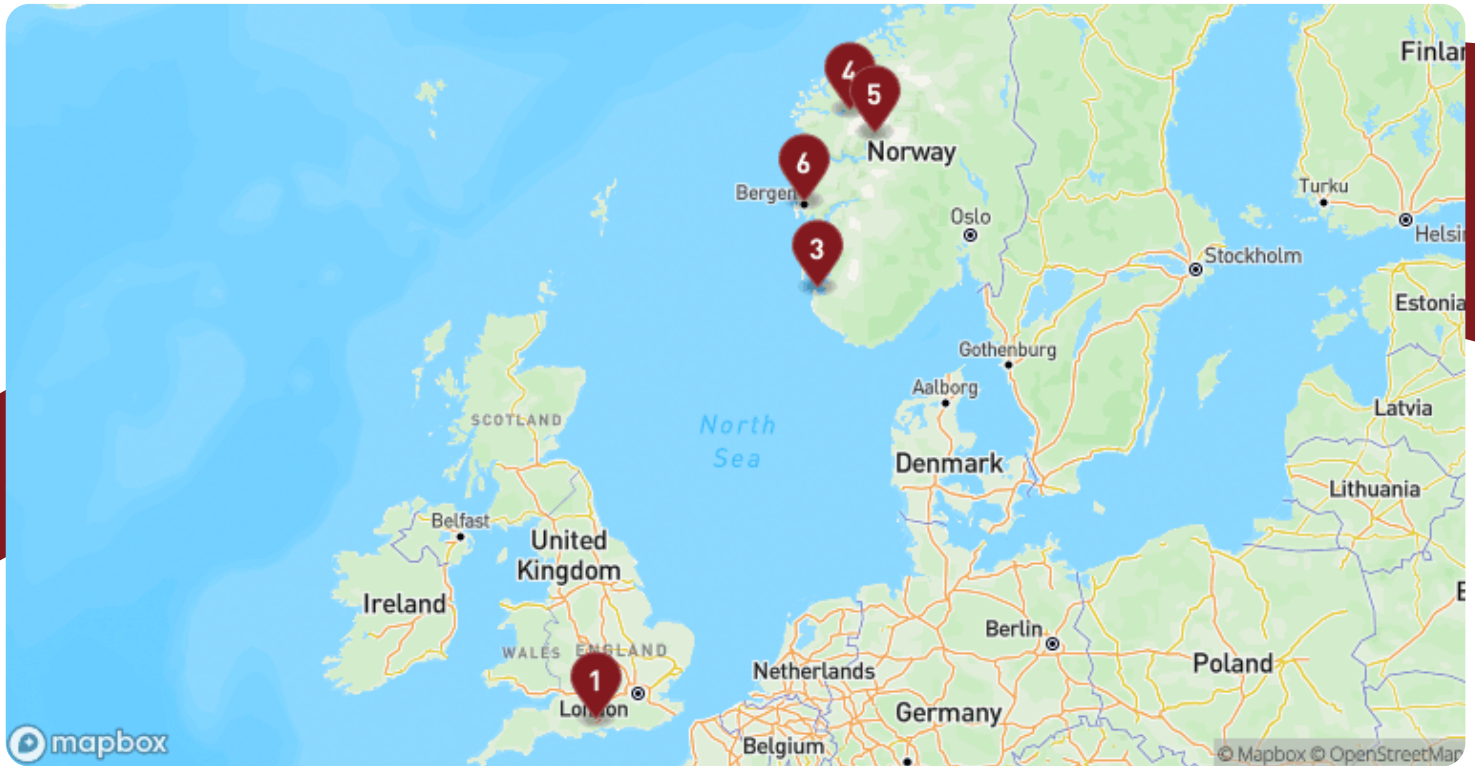 Finlar
4
5
Norway
6
Bergen
Turku
Oslo
Helsin
3
Stockholm
Estonia
Gothenburg
Aalborg
Latvia
SCOTLAND
North
Sea
Denmark
Lithuania
Belfast
United
Kingdom
Ireland
Berlin
WALES
ENGLAND
Netherlands
Poland
1
London
Germany
Belgium
mapbox
© Mapbox © OpenStreetMap